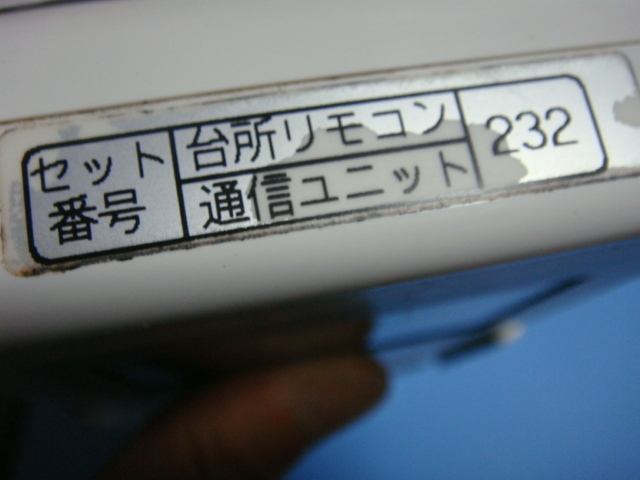 セット番号
台所リモコン
通信ユニット
232